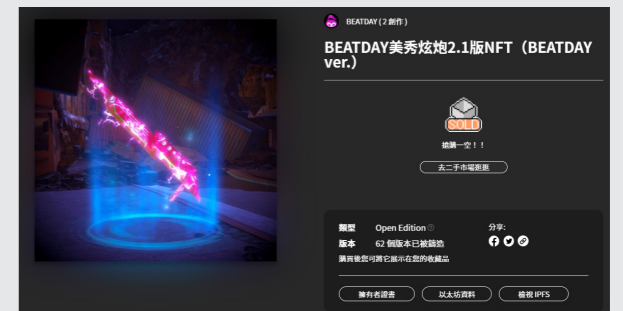 BEATDAY ( 2 創作 )
BEATDAY美秀炫炮2.1版NFT（BEATDAY
ver.）
SOLD
搶購一空！！
去二手市場逛逛
類型 Open Edition
分享:
版本 62 個版本已被鑄造
購買後您可將它展示在您的收藏品
擁有者證書
以太坊資料
檢視 IPFS